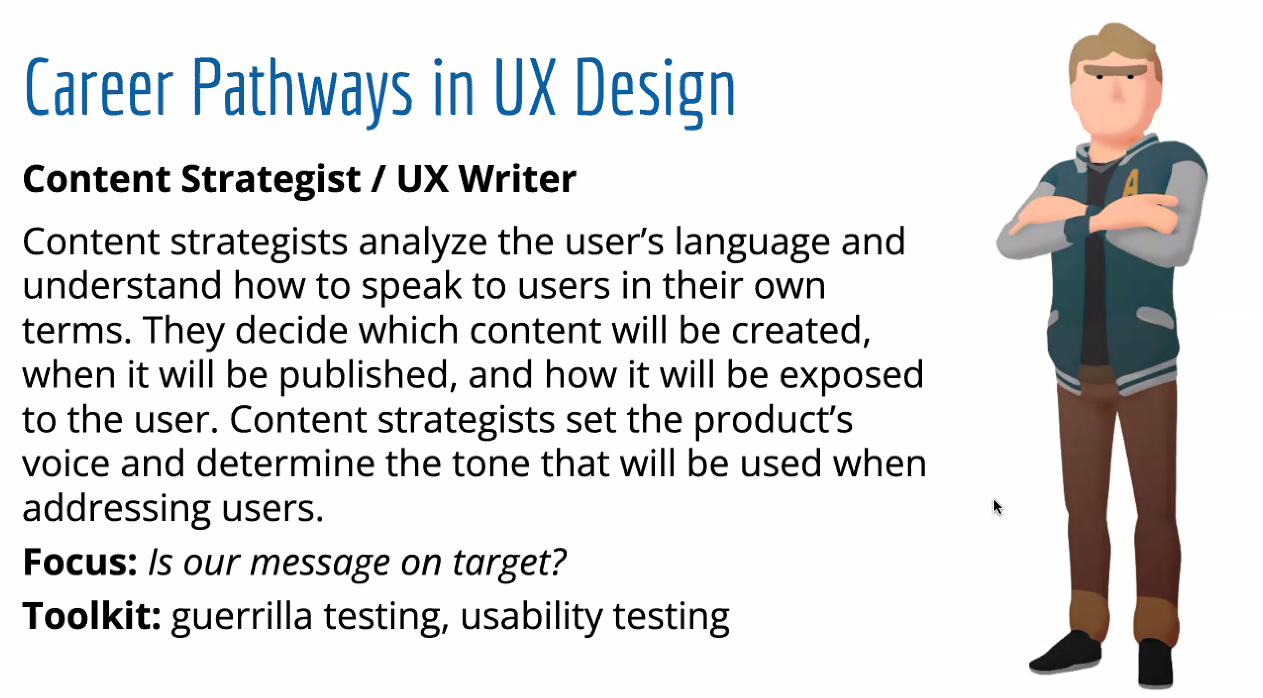 Career Pathways in UX Design
Content Strategist / UX Writer
Content strategists analyze the user’s language and
understand how to speak to users in their own
terms. They decide which content will be created,
when it will be published, and how it will be exposed
to the user. Content strategists set the product’s
voice and determine the tone that will be used when
addressing users.
Focus: Is our message on target?
Toolkit: guerrilla testing, usability testing
A